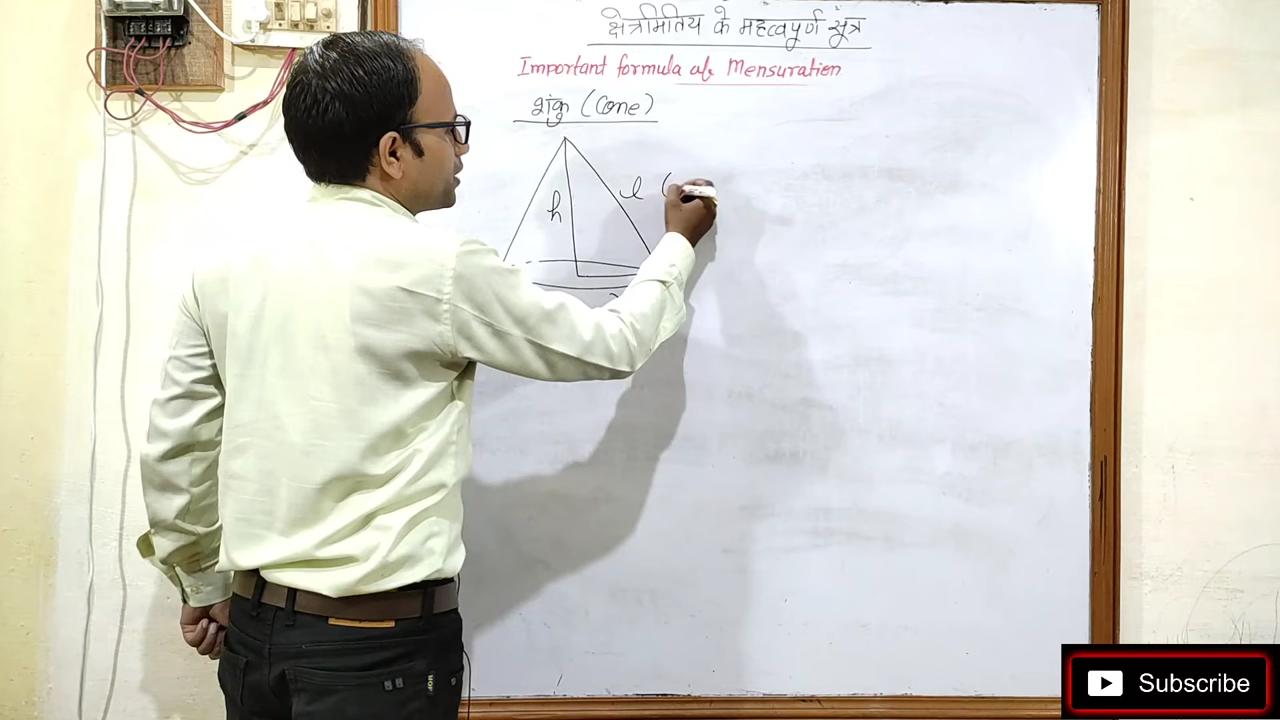 क्षेत्रमितिय के महत्वपूर्ण सूत्र
Important formula of Mensuration
शंकु (Cone)
h
l (
Subscribe